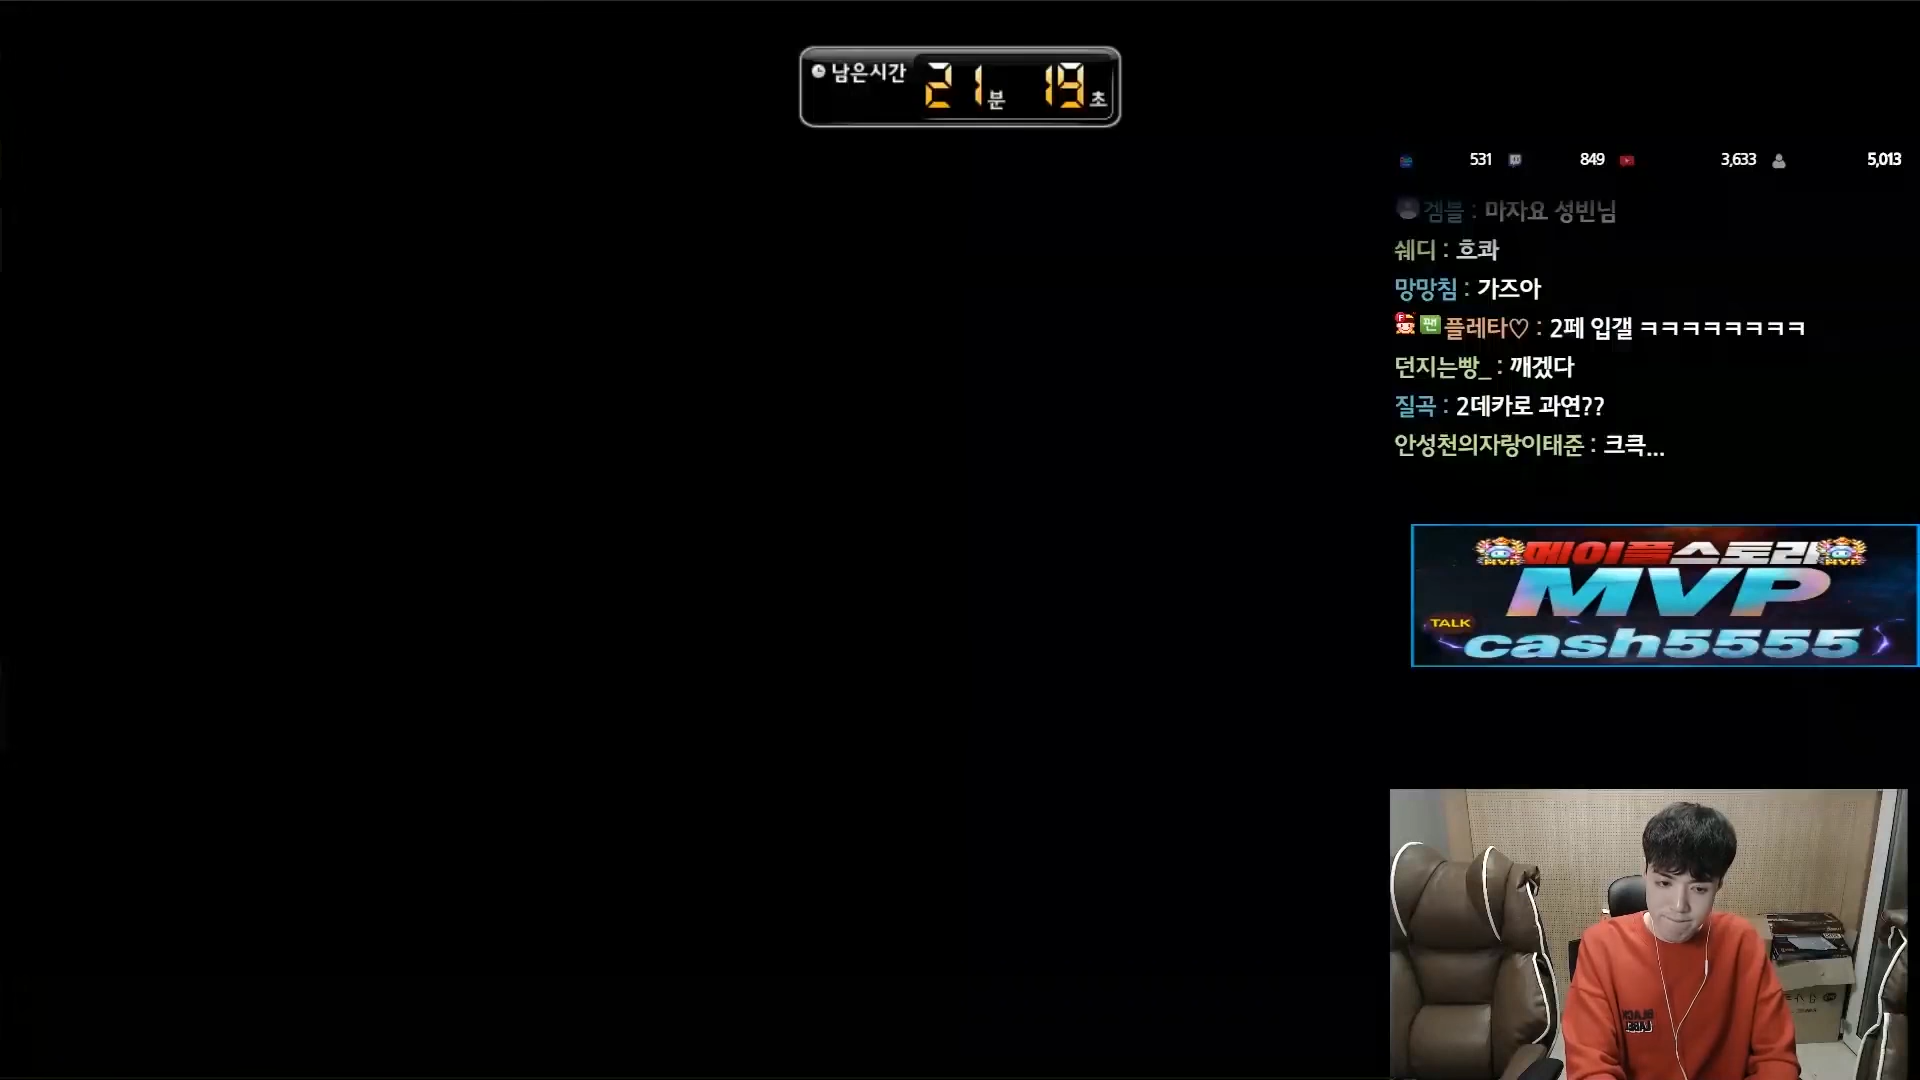 남은시간 21분 19초
531 849 3,633 5,013
겜블 : 마자요 성빈님
쉐디 : 흐콰
망망침 : 가즈아
팬 플레타♡ : 2페 입갤 ㅋㅋㅋㅋㅋㅋㅋㅋ
던지는빵_ : 깨겠다
질곡 : 2데카로 과연??
안성천의자랑이태준 : 크큭...
메이플스토리
MVP
TALK
cash5555